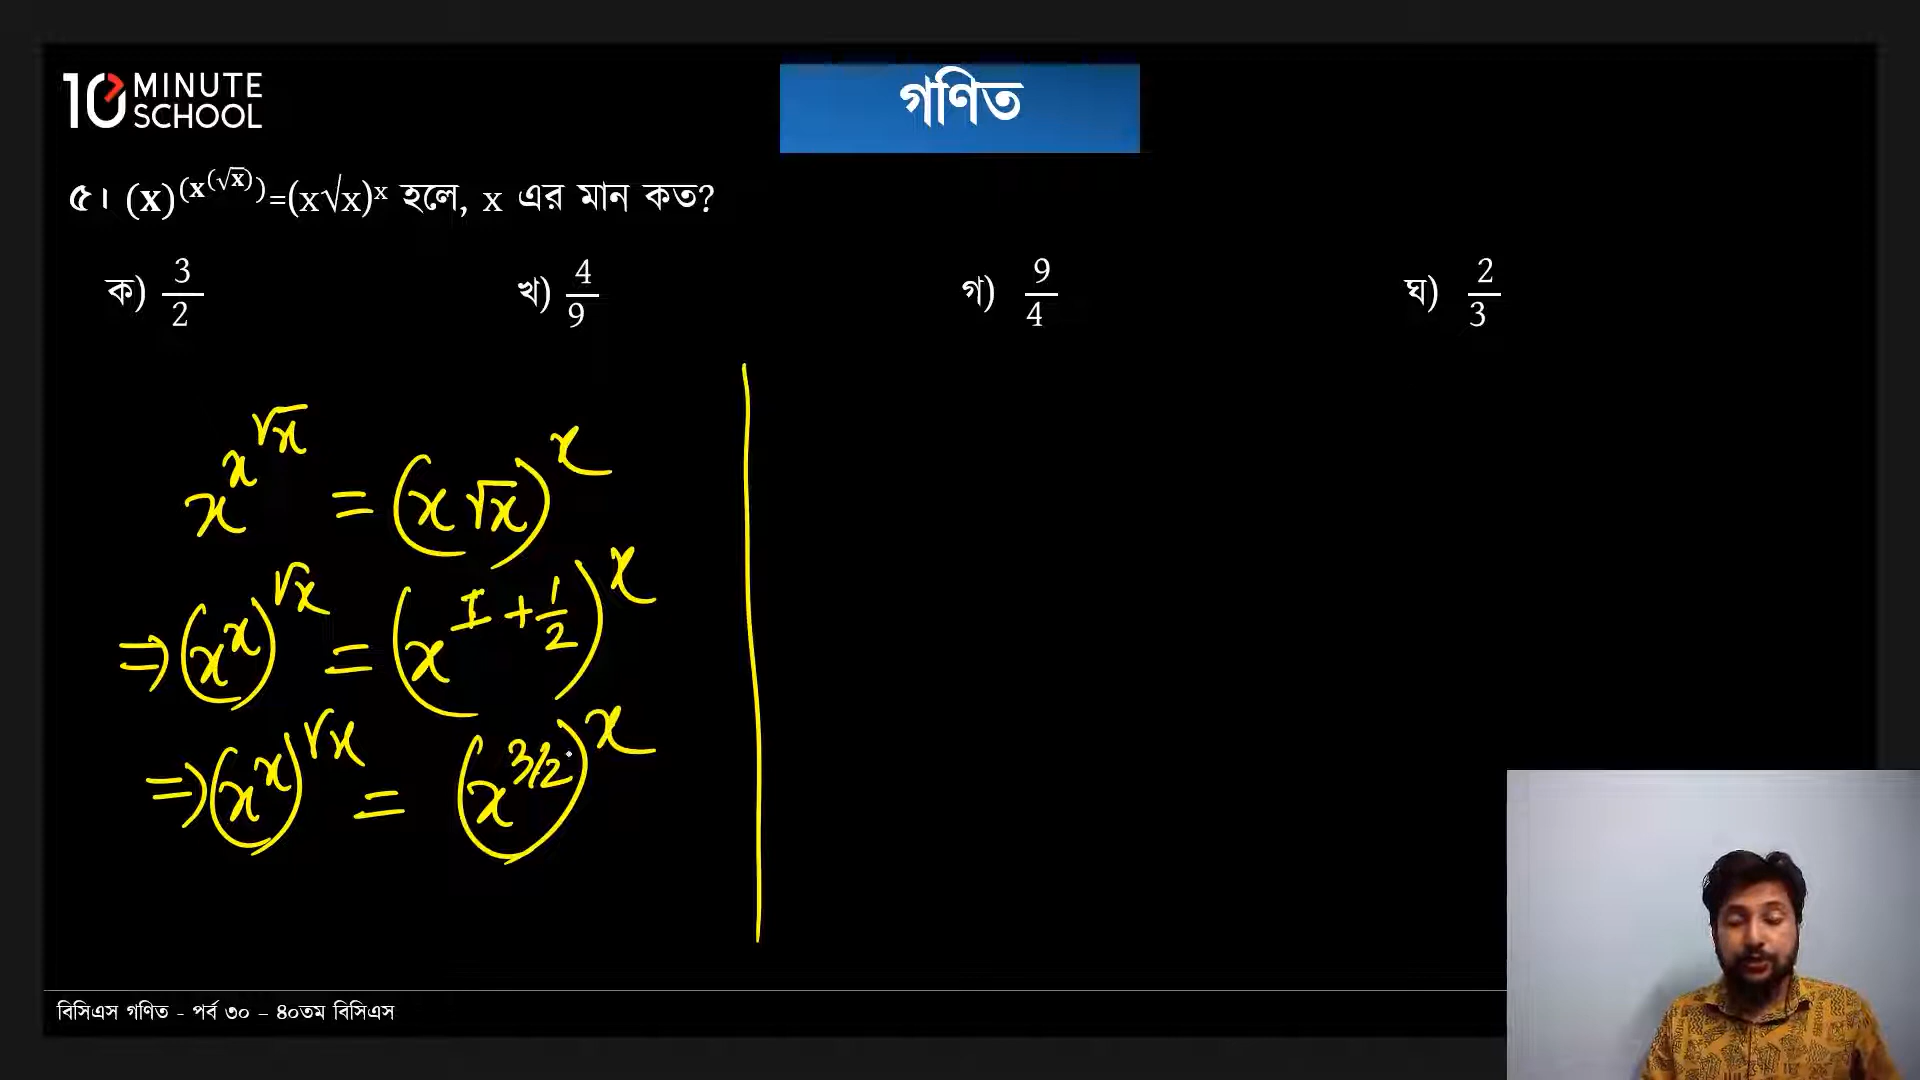 10 MINUTE SCHOOL
গণিত
৫। (x)^(x^(√x))=(x√x)^x হলে, x এর মান কত?
ক) 3/2 খ) 4/9 গ) 9/4 ঘ) 2/3
x^x^√x = (x√x)^x
⇒(x^x)^√x = (x^1+1/2)^x
⇒(x^x)^√x = (x^3/2)^x
বিসিএস গণিত - পর্ব ৩০ – ৪০তম বিসিএস